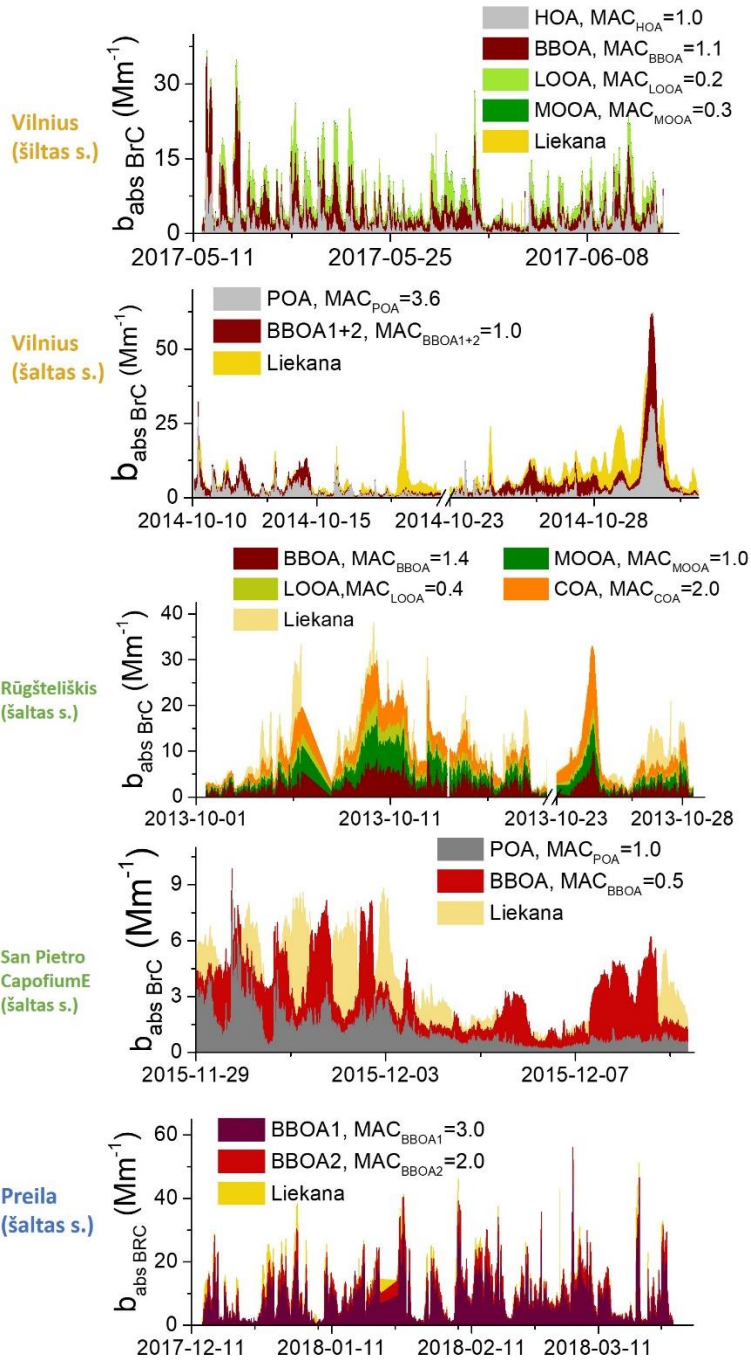 HOA, MAC_HOA=1.0
BBOA, MAC_BBOA=1.1
LOOA, MAC_LOOA=0.2
MOOA, MAC_MOOA=0.3
Liekana
Vilnius
(šiltas s.)
b_abs BrC (Mm⁻¹)
30
15
0
2017-05-11 2017-05-25 2017-06-08
POA, MAC_POA=3.6
BBOA1+2, MAC_BBOA1+2=1.0
Liekana
Vilnius
(šaltas s.)
b_abs BrC (Mm⁻¹)
50
25
0
2014-10-10 2014-10-15 2014-10-23 2014-10-28
BBOA, MAC_BBOA=1.4 MOOA, MAC_MOOA=1.0
LOOA,MAC_LOOA=0.4 COA, MAC_COA=2.0
Liekana
Rūgšteliškis
(šaltas s.)
b_abs BrC (Mm⁻¹)
40
30
20
10
0
2013-10-01 2013-10-11 2013-10-23 2013-10-28
POA, MAC_POA=1.0
BBOA, MAC_BBOA=0.5
Liekana
San Pietro
CapofiumE
(šaltas s.)
b_abs BrC (Mm⁻¹)
9
6
3
0
2015-11-29 2015-12-03 2015-12-07
BBOA1, MAC_BBOA1=3.0
BBOA2, MAC_BBOA2=2.0
Liekana
Preila
(šaltas s.)
b_abs BRC (Mm⁻¹)
60
40
20
0
2017-12-11 2018-01-11 2018-02-11 2018-03-11